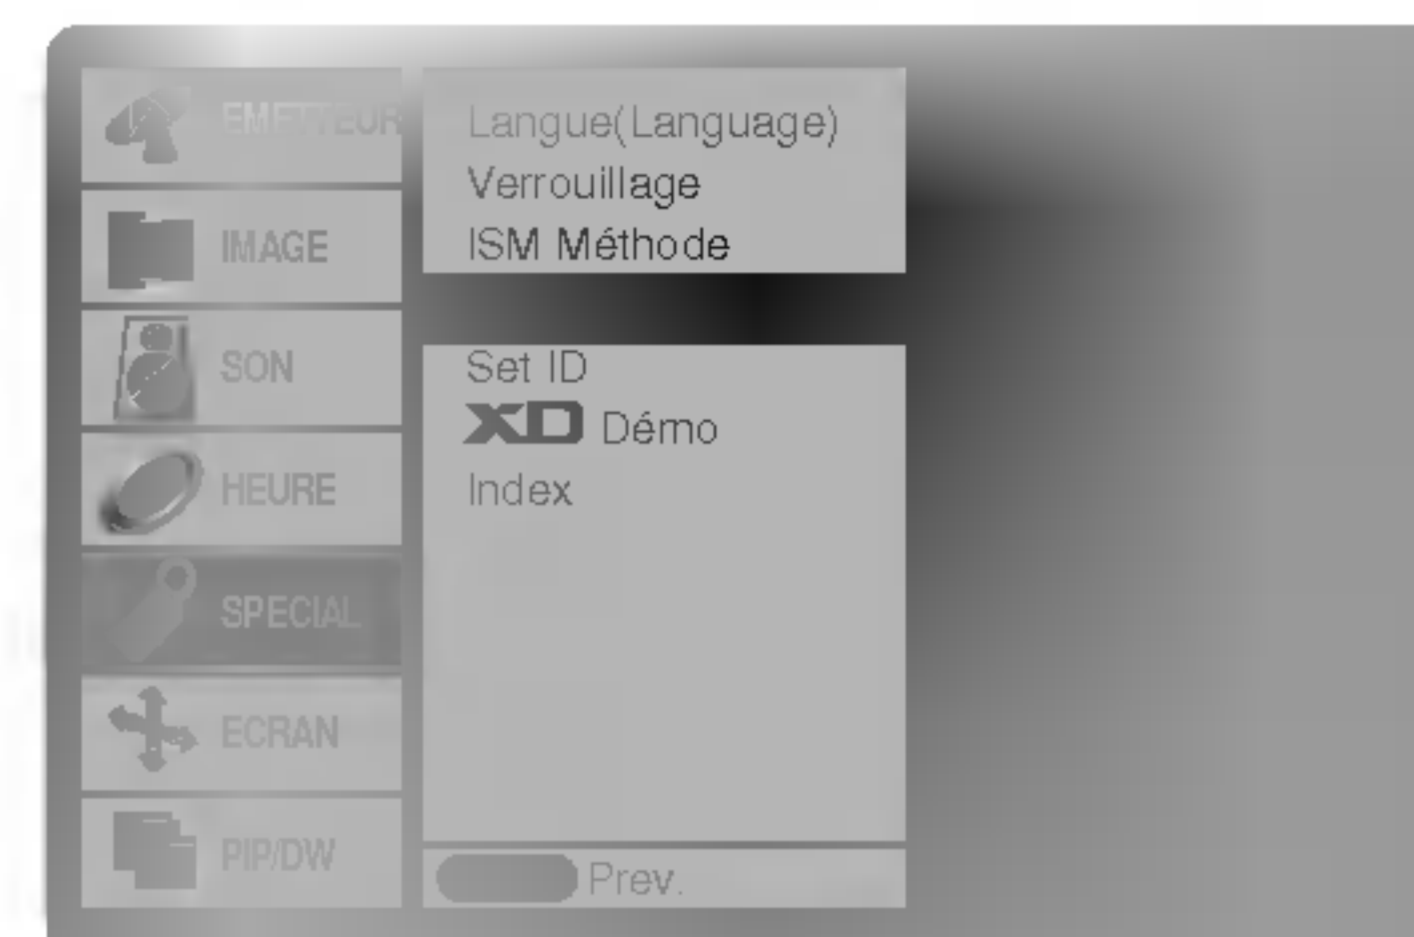 EMETTEUR
IMAGE
SON
HEURE
SPECIAL
ECRAN
PIP/DW
Langue(Language)
Verrouillage
ISM Méthode
Set ID
XD Démo
Index
Prev.